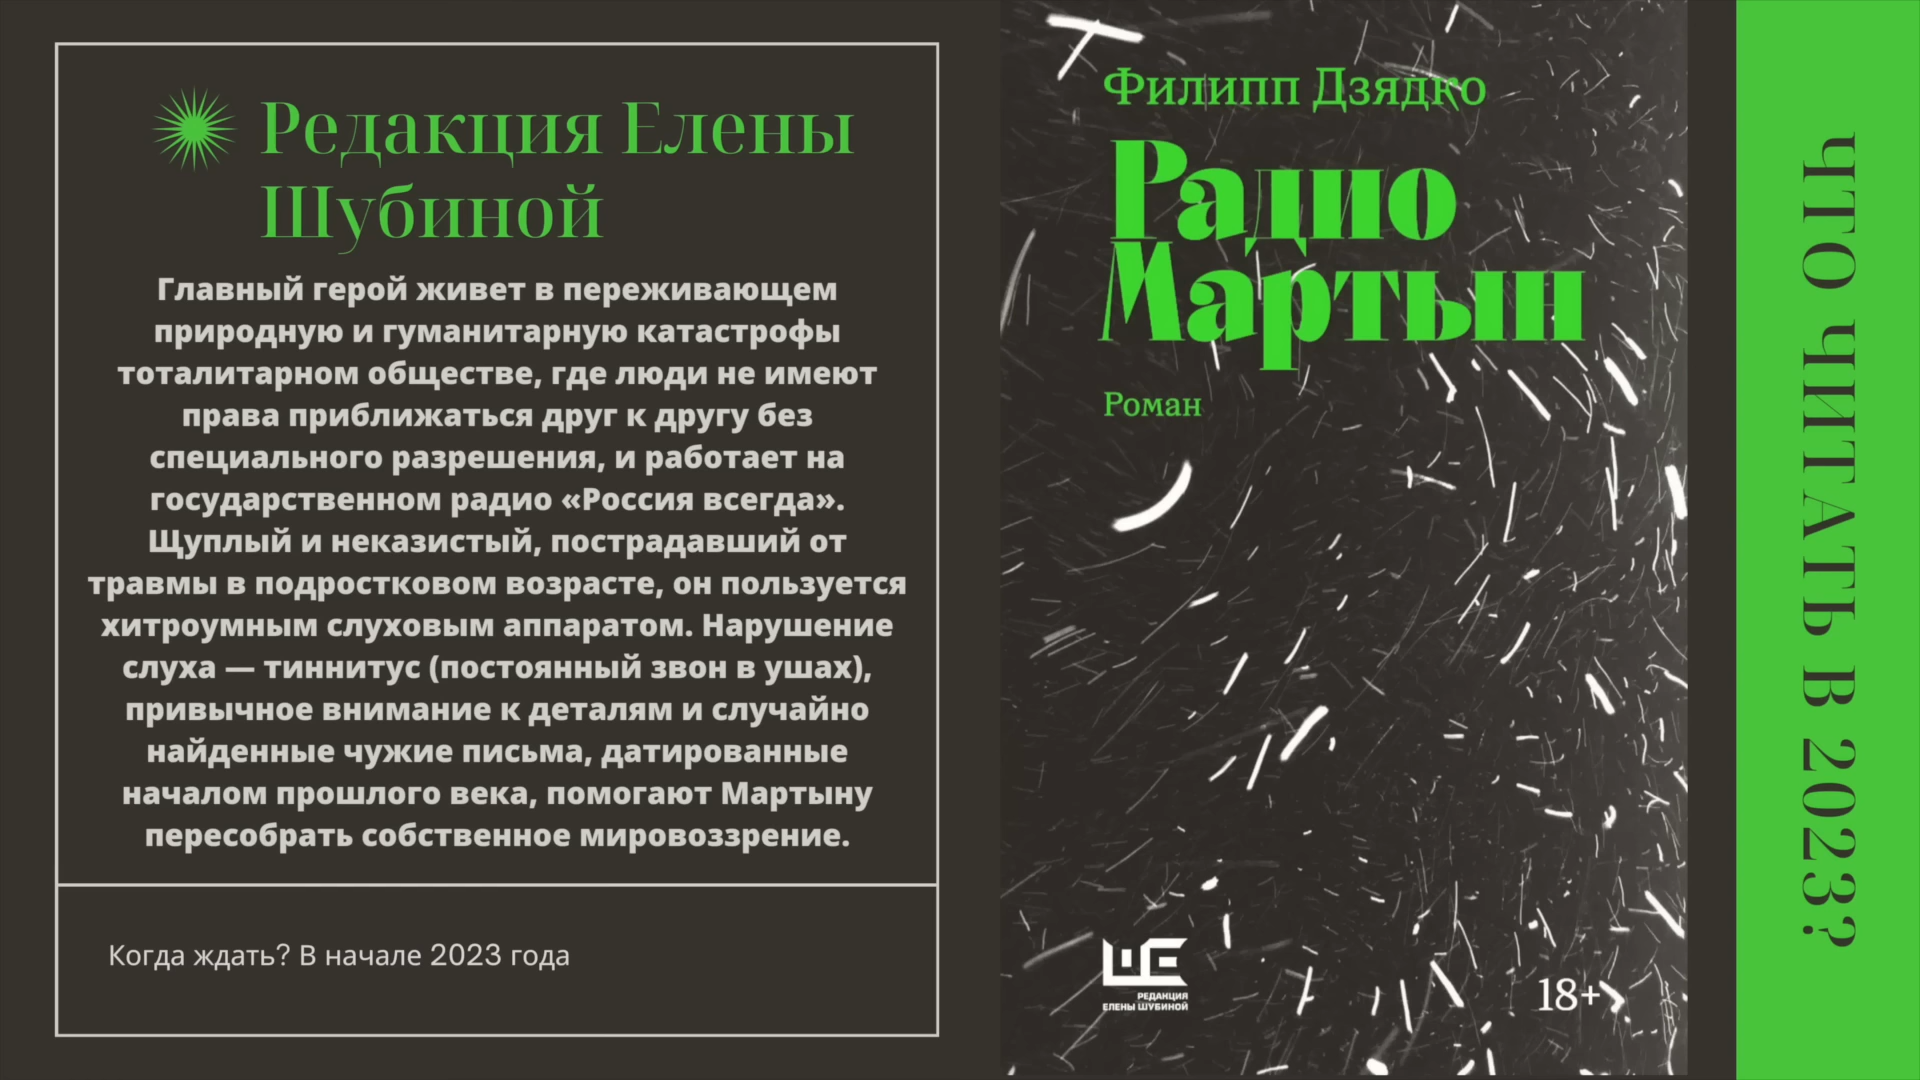 Редакция Елены
Шубиной
Главный герой живет в переживающем
природную и гуманитарную катастрофы
тоталитарном обществе, где люди не имеют
права приближаться друг к другу без
специального разрешения, и работает на
государственном радио «Россия всегда».
Щуплый и неказистый, пострадавший от
травмы в подростковом возрасте, он пользуется
хитроумным слуховым аппаратом. Нарушение
слуха — тиннитус (постоянный звон в ушах),
привычное внимание к деталям и случайно
найденные чужие письма, датированные
началом прошлого века, помогают Мартыну
пересобрать собственное мировоззрение.
Когда ждать? В начале 2023 года
Филипп Дзядко
Радио
Мартын
Роман
ШЕ
РЕДАКЦИЯ
ЕЛЕНЫ ШУБИНОЙ
18+
ЧТО ЧИТАТЬ В 2023?